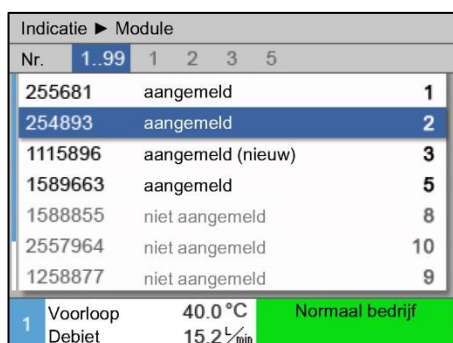 Indicatie ► Module
Nr. 1..99 1 2 3 5
255681 aangemeld 1
254893 aangemeld 2
1115896 aangemeld (nieuw) 3
1589663 aangemeld 5
1588855 niet aangemeld 8
2557964 niet aangemeld 10
1258877 niet aangemeld 9
1 Voorloop 40.0 °C Normaal bedrijf
Debiet 15.2 L/min